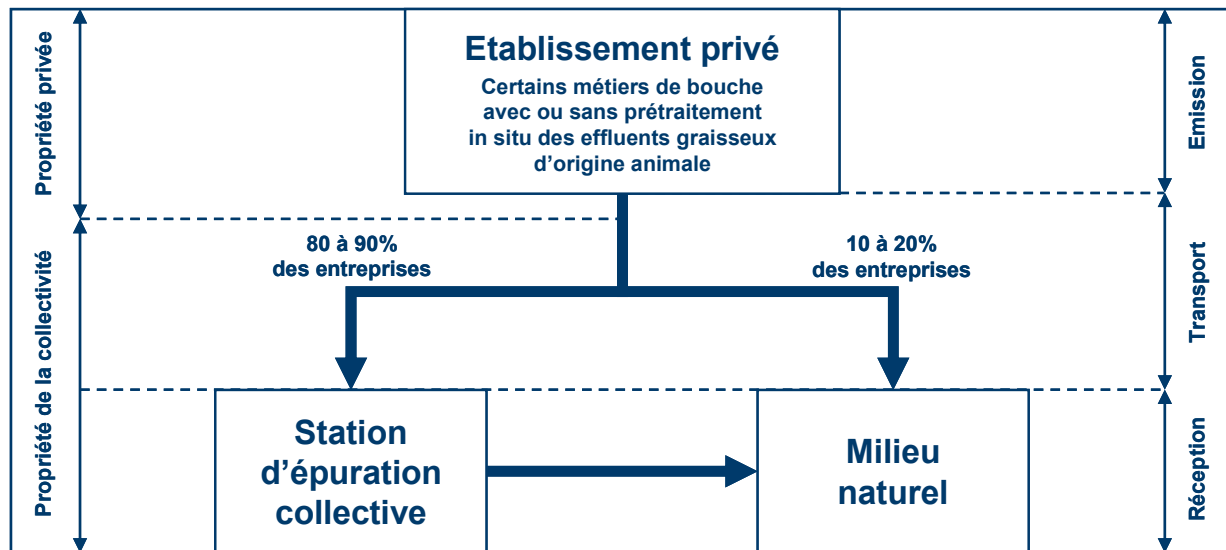 Etablissement privé
Certains métiers de bouche
avec ou sans prétraitement
in situ des effluents graisseux
d’origine animale
Propriété privée
Emission
80 à 90%
des entreprises
10 à 20%
des entreprises
Propriété de la collectivité
Transport
Station
d’épuration
collective
Milieu
naturel
Réception